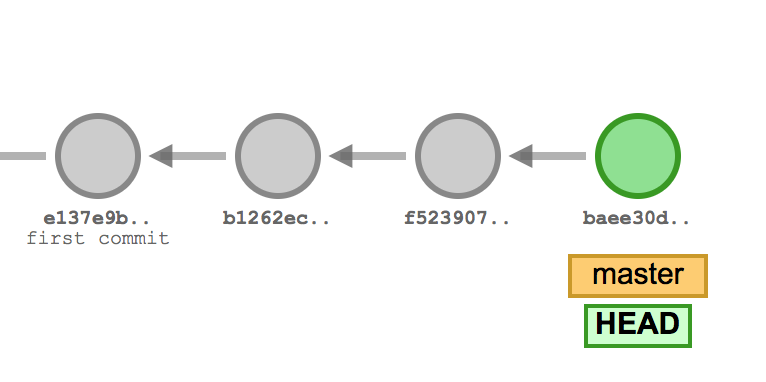 e137e9b..
first commit
b1262ec..
f523907..
baee30d..
master
HEAD